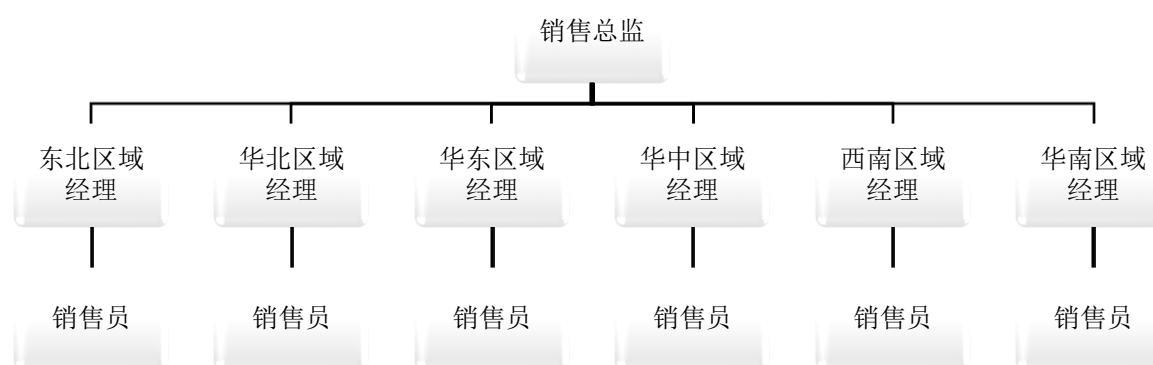 销售总监
东北区域
经理
华北区域
经理
华东区域
经理
华中区域
经理
西南区域
经理
华南区域
经理
销售员
销售员
销售员
销售员
销售员
销售员